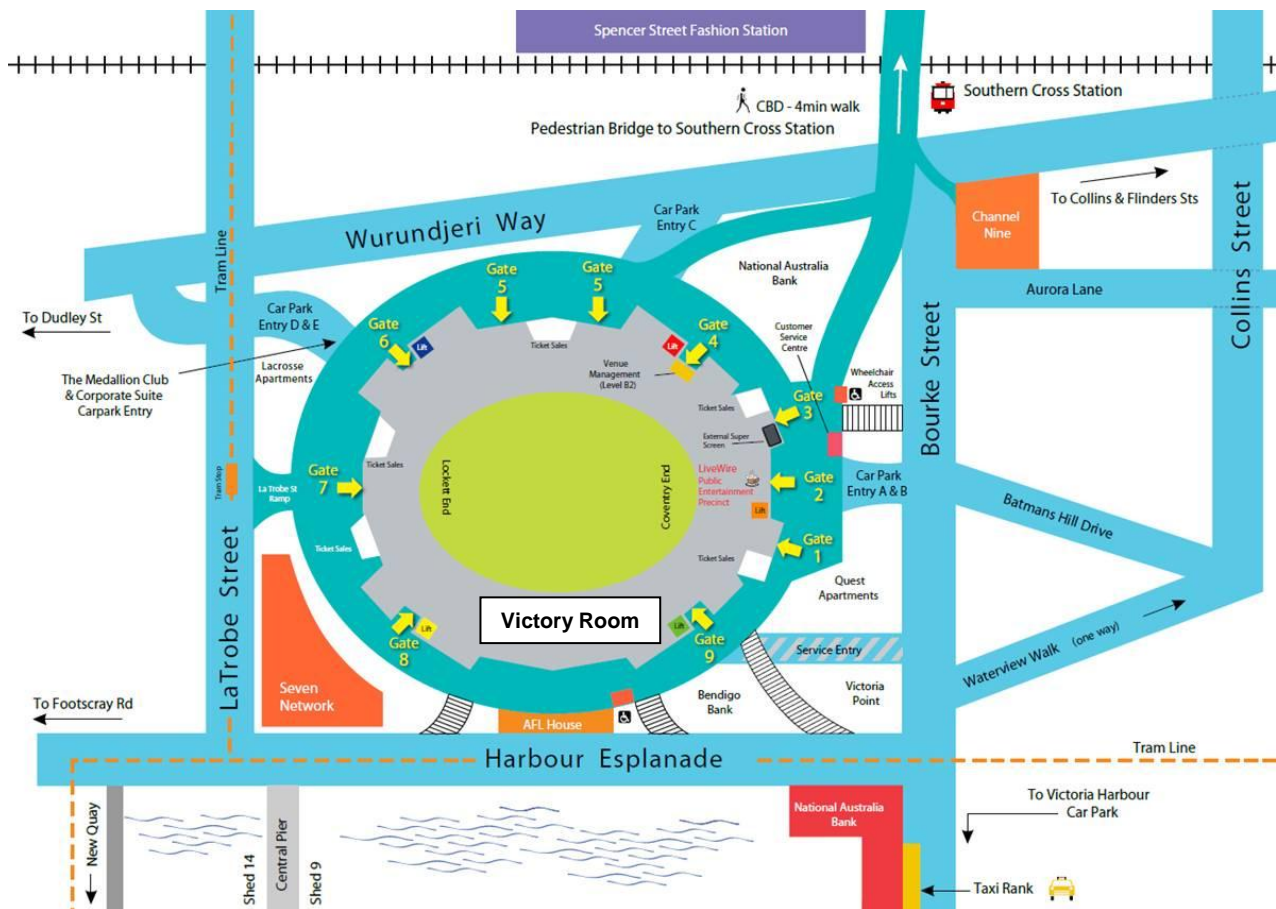 Spencer Street Fashion Station
CBD - 4min walk
Pedestrian Bridge to Southern Cross Station
Southern Cross Station
To Collins & Flinders Sts
Channel
Nine
Collins Street
Aurora Lane
Tram Line
Wurundjeri Way
Car Park
Entry C
National Australia
Bank
To Dudley St
Car Park
Entry D & E
The Medallion Club
& Corporate Suite
Carpark Entry
Lacrosse
Apartments
Gate
6
Lift
Gate
5
Ticket Sales
Gate
5
Lift
Gate
4
Venue
Management
(Level B2)
Customer
Service
Centre
Wheelchair
Access
Lifts
Bourke Street
Ticket Sales
Gate
3
External Super
Screen
Tram Stop
La Trobe St
Ramp
Gate
7
Ticket Sales
Lockett End
Coventry End
LiveWire
Public
Entertainment
Precinct
Lift
Gate
2
Car Park
Entry A & B
Batmans Hill Drive
LaTrobe Street
Ticket Sales
Ticket Sales
Gate
1
Quest
Apartments
Victory Room
Gate
8
Lift
Lift
Gate
9
Service Entry
Waterview Walk (one way)
Seven
Network
To Footscray Rd
AFL House
Bendigo
Bank
Victoria
Point
Harbour Esplanade
Tram Line
New Quay
Shed 14
Central Pier
Shed 9
National Australia
Bank
To Victoria Harbour
Car Park
Taxi Rank